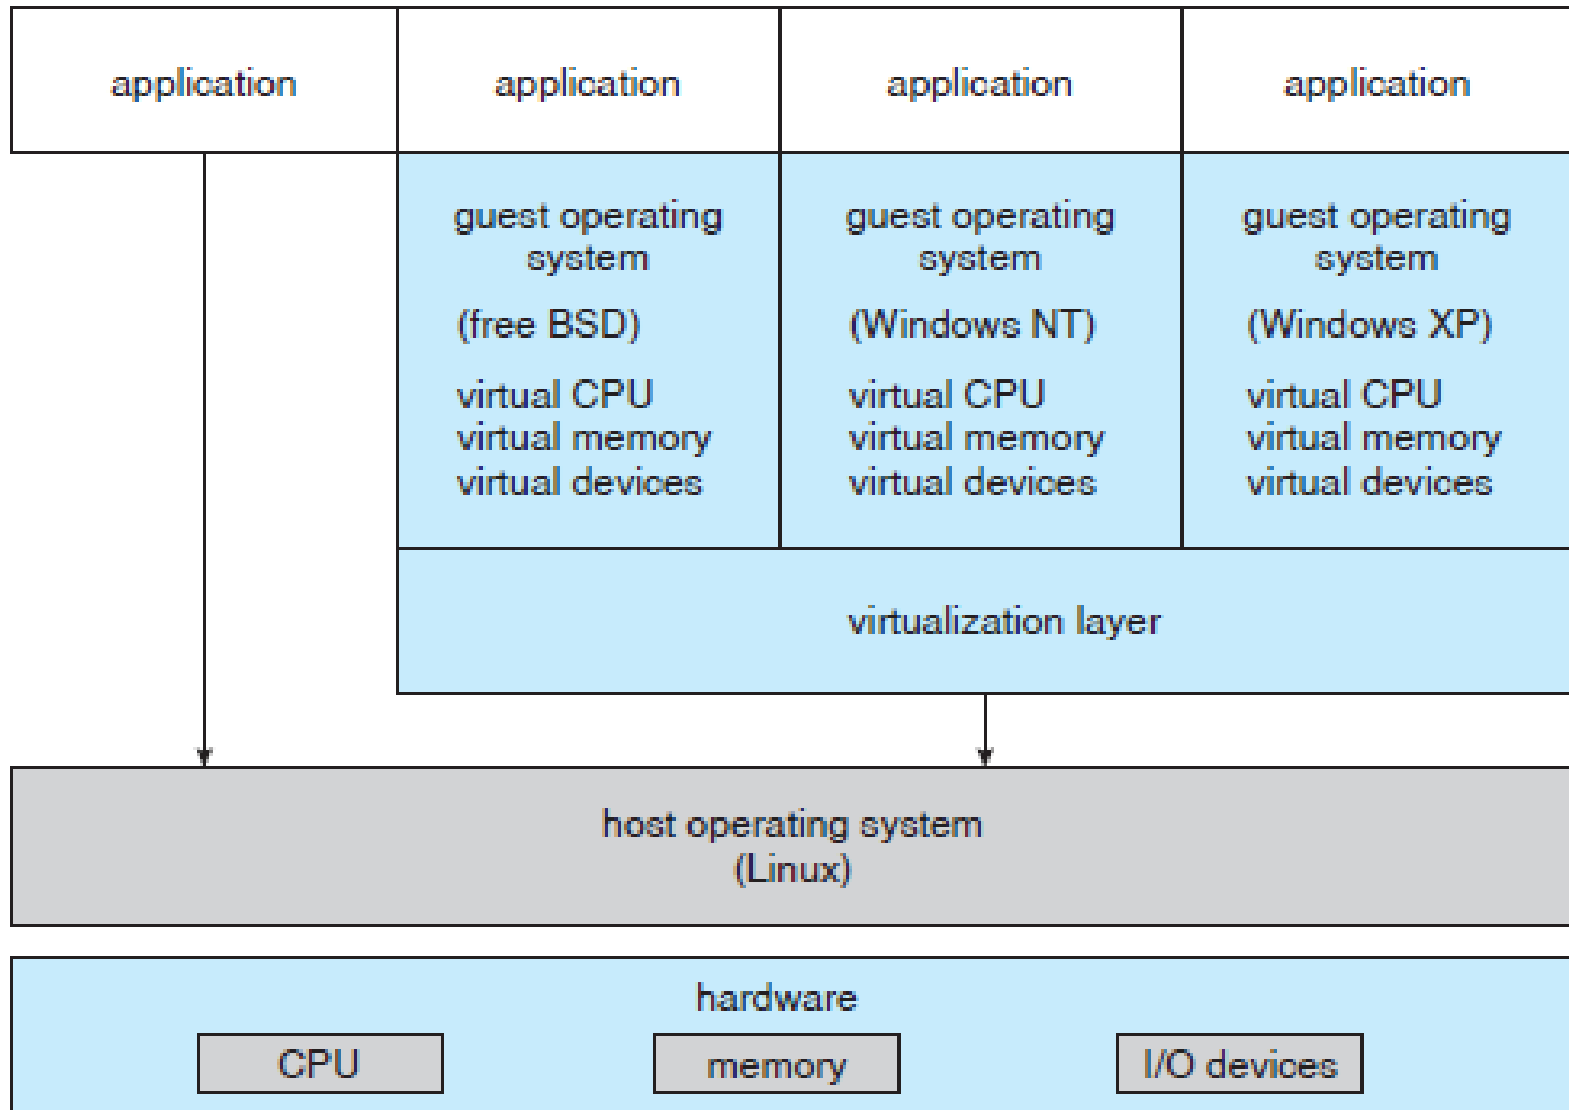 application
application
application
application
guest operating
system
(free BSD)
virtual CPU
virtual memory
virtual devices
guest operating
system
(Windows NT)
virtual CPU
virtual memory
virtual devices
guest operating
system
(Windows XP)
virtual CPU
virtual memory
virtual devices
virtualization layer
host operating system
(Linux)
hardware
CPU
memory
I/O devices